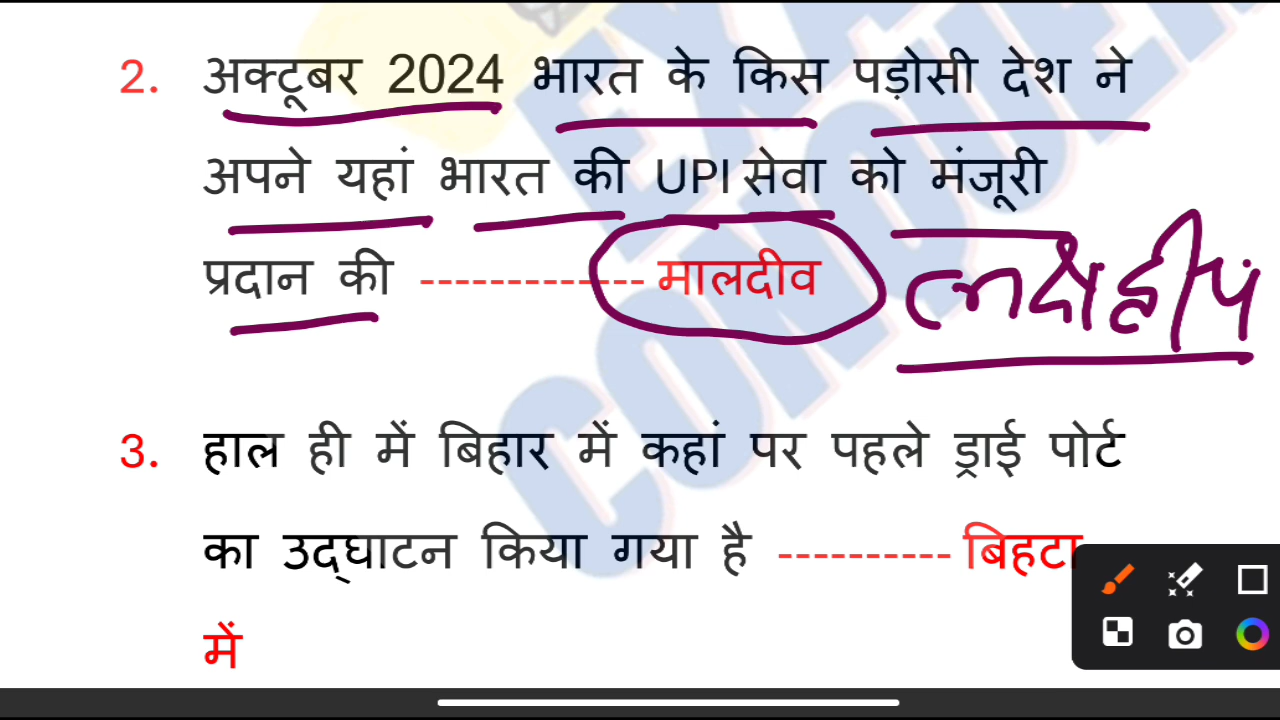 2. अक्टूबर 2024 भारत के किस पड़ोसी देश ने
अपने यहां भारत की UPI सेवा को मंजूरी
प्रदान की ------------- मालदीव लक्षद्वीप
3. हाल ही में बिहार में कहां पर पहले ड्राई पोर्ट
का उद्घाटन किया गया है ---------- बिहटा
में